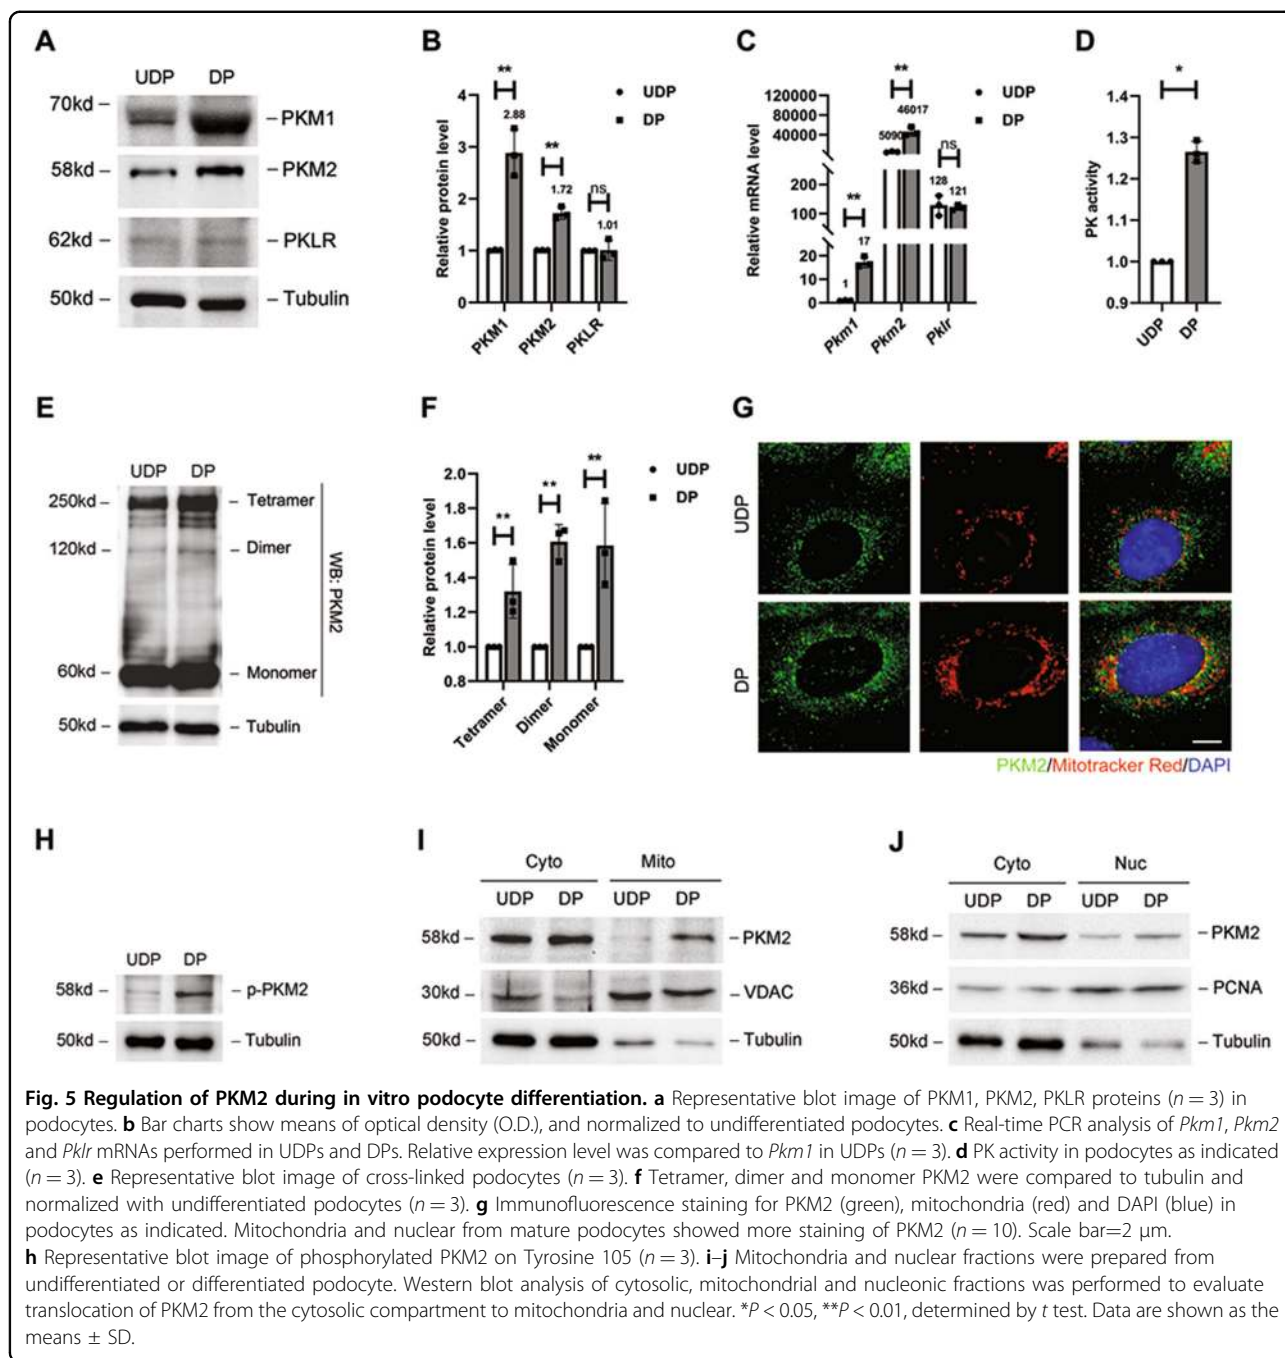 A
UDP DP
70kd –
–PKM1
58kd –
–PKM2
62kd –
–PKLR
50kd –
– Tubulin
B
Relative protein level
4
3
2
1
0
** 2.88
** 1.72
ns 1.01
UDP
DP
PKM1 PKM2 PKLR
C
Relative mRNA level
120000
80000
40000
200
100
20
10
0
** 1 17
** 5090 46017
ns 128 121
UDP
DP
Pkm1 Pkm2 Pklr
D
PK activity
1.4
1.3
1.2
1.1
1.0
0.9
*
UDP DP
E
UDP DP
250kd –
– Tetramer
120kd –
– Dimer
60kd –
– Monomer
WB: PKM2
50kd –
– Tubulin
F
Relative protein level
2.0
1.8
1.6
1.4
1.2
1.0
0.8
** ** **
UDP
DP
Tetramer Dimer Monomer
G
UDP
DP
PKM2/Mitotracker Red/DAPI
H
UDP DP
58kd –
– p-PKM2
50kd –
– Tubulin
I
Cyto Mito
UDP DP UDP DP
58kd –
– PKM2
30kd –
– VDAC
50kd –
– Tubulin
J
Cyto Nuc
UDP DP UDP DP
58kd –
– PKM2
36kd –
– PCNA
50kd –
– Tubulin
Fig. 5 Regulation of PKM2 during in vitro podocyte differentiation. a Representative blot image of PKM1, PKM2, PKLR proteins (n = 3) in
podocytes. b Bar charts show means of optical density (O.D.), and normalized to undifferentiated podocytes. c Real-time PCR analysis of Pkm1, Pkm2
and Pklr mRNAs performed in UDPs and DPs. Relative expression level was compared to Pkm1 in UDPs (n = 3). d PK activity in podocytes as indicated
(n = 3). e Representative blot image of cross-linked podocytes (n = 3). f Tetramer, dimer and monomer PKM2 were compared to tubulin and
normalized with undifferentiated podocytes (n = 3). g Immunofluorescence staining for PKM2 (green), mitochondria (red) and DAPI (blue) in
podocytes as indicated. Mitochondria and nuclear from mature podocytes showed more staining of PKM2 (n = 10). Scale bar=2 μm.
h Representative blot image of phosphorylated PKM2 on Tyrosine 105 (n = 3). i–j Mitochondria and nuclear fractions were prepared from
undifferentiated or differentiated podocyte. Western blot analysis of cytosolic, mitochondrial and nucleonic fractions was performed to evaluate
translocation of PKM2 from the cytosolic compartment to mitochondria and nuclear. *P < 0.05, **P < 0.01, determined by t test. Data are shown as the
means ± SD.